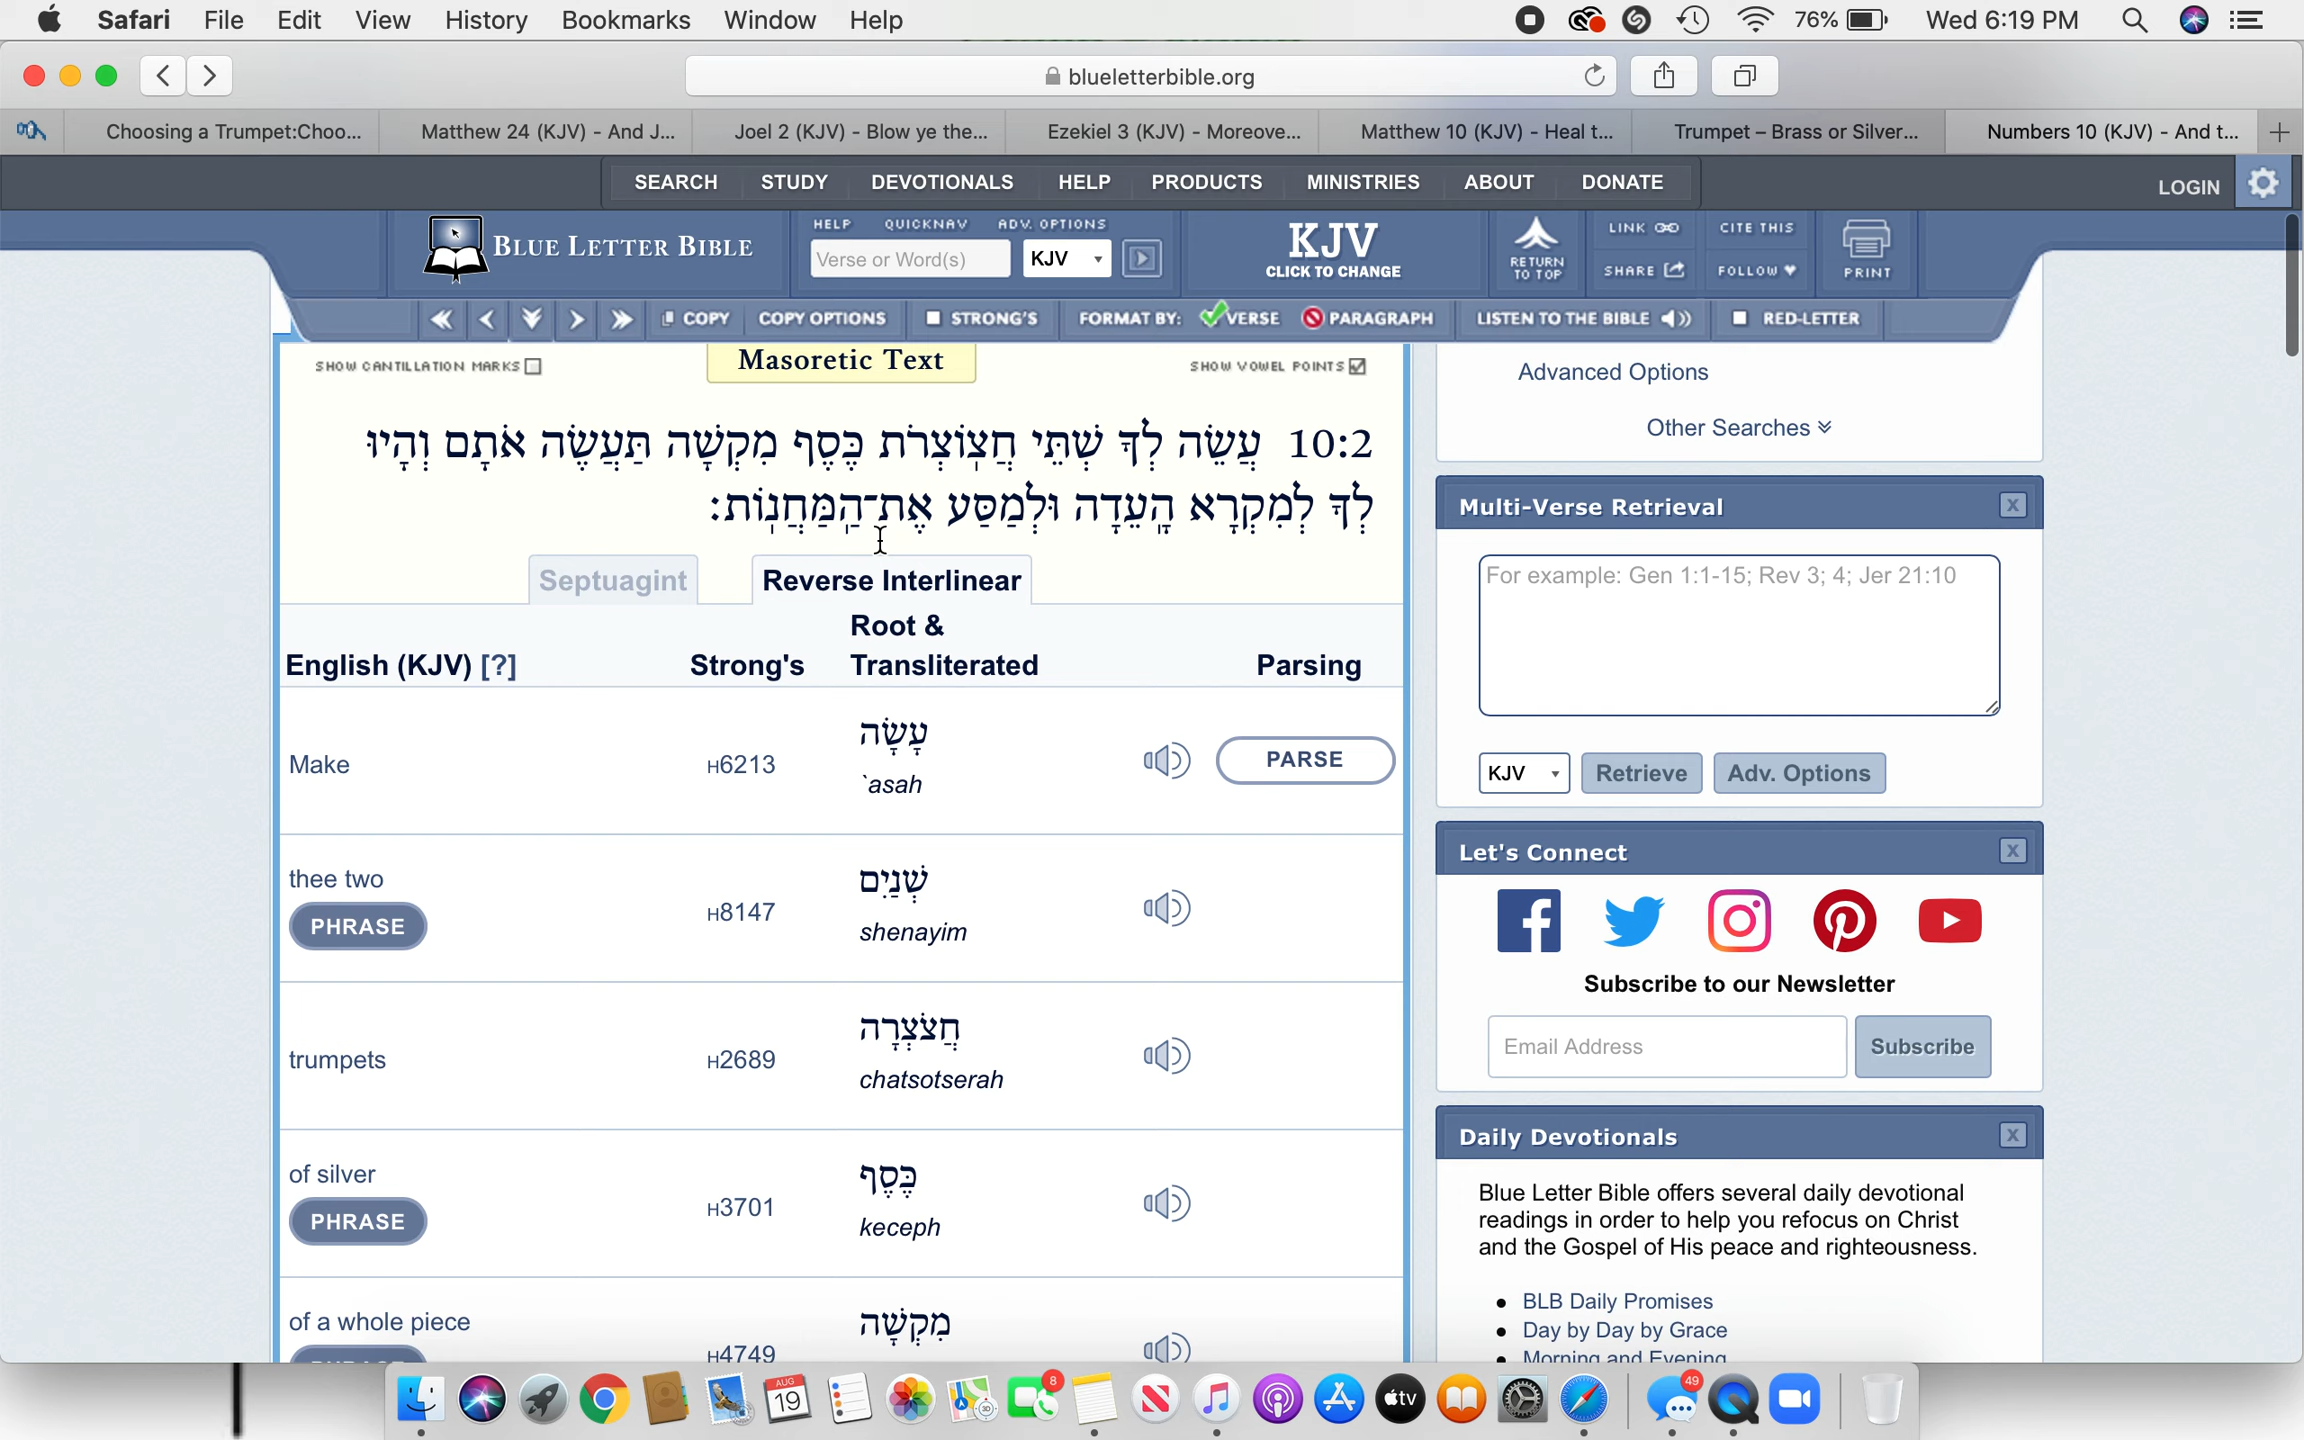 Safari File Edit View History Bookmarks Window Help 76% Wed 6:19 PM
blueletterbible.org
Choosing a Trumpet:Choo... Matthew 24 (KJV) - And J... Joel 2 (KJV) - Blow ye the... Ezekiel 3 (KJV) - Moreove... Matthew 10 (KJV) - Heal t... Trumpet – Brass or Silver... Numbers 10 (KJV) - And t...
SEARCH STUDY DEVOTIONALS HELP PRODUCTS MINISTRIES ABOUT DONATE LOGIN
BLUE LETTER BIBLE
HELP QUICKNAV ADV. OPTIONS
Verse or Word(s) KJV
KJV
CLICK TO CHANGE
RETURN
TO TOP
LINK CITE THIS
SHARE FOLLOW
PRINT
COPY COPY OPTIONS STRONG'S FORMAT BY: VERSE PARAGRAPH LISTEN TO THE BIBLE RED-LETTER
SHOW CANTILLATION MARKS Masoretic Text SHOW VOWEL POINTS
10:2 עֲשֵׂה לְךָ שְׁתֵּי חֲצֽוֹצְרֹת כֶּסֶף מִקְשָׁה תַּעֲשֶׂה אֹתָם וְהָיוּ
לְךָ לְמִקְרָא הָֽעֵדָה וּלְמַסַּע אֶת־הַֽמַּחֲנֽוֹת׃
Septuagint Reverse Interlinear
English (KJV) [?] Strong's Root &
Transliterated Parsing
Make H6213 עָשָׂה
`asah PARSE
thee two
PHRASE H8147 שְׁנַיִם
shenayim
trumpets H2689 חֲצֹצְרָה
chatsotserah
of silver
PHRASE H3701 כֶּסֶף
keceph
of a whole piece
PHRASE H4749 מִקְשָׁה
Advanced Options
Other Searches
Multi-Verse Retrieval X
For example: Gen 1:1-15; Rev 3; 4; Jer 21:10
KJV Retrieve Adv. Options
Let's Connect X
Subscribe to our Newsletter
Email Address Subscribe
Daily Devotionals X
Blue Letter Bible offers several daily devotional
readings in order to help you refocus on Christ
and the Gospel of His peace and righteousness.
BLB Daily Promises
Day by Day by Grace
Morning and Evening
AUG
19
3D
8
tv
49